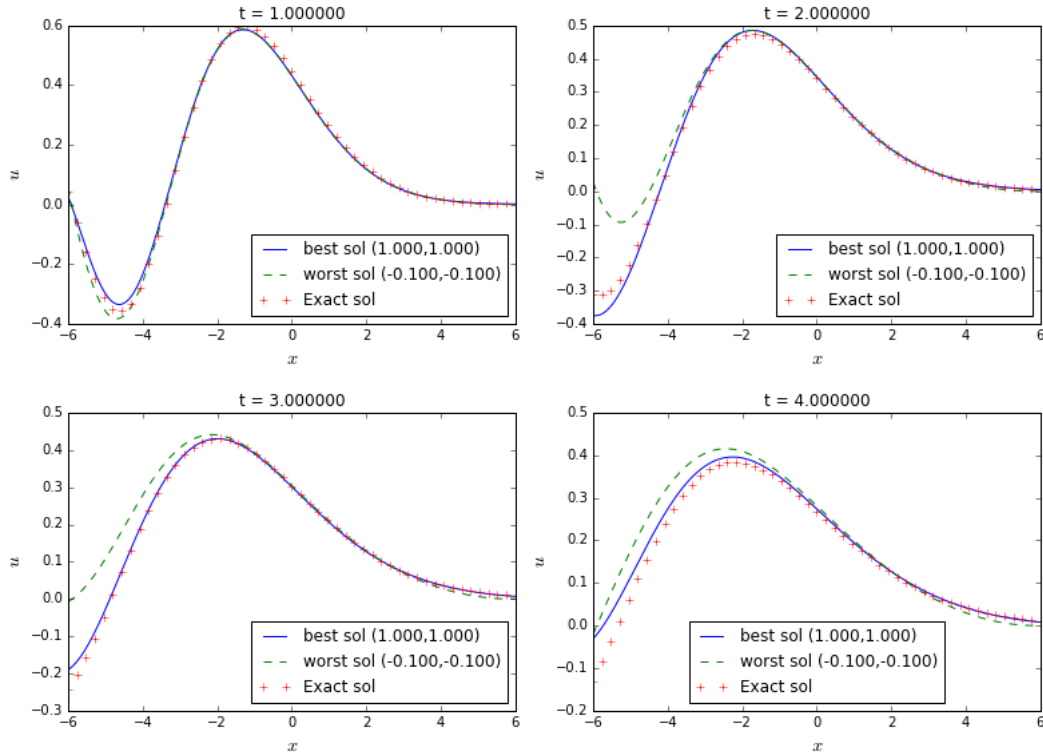 t = 1.000000
0.6
0.4
0.2
0.0
−0.2
−0.4
u
−6 −4 −2 0 2 4 6
x
best sol (1.000,1.000)
worst sol (-0.100,-0.100)
Exact sol
t = 2.000000
0.5
0.4
0.3
0.2
0.1
0.0
−0.1
−0.2
−0.3
−0.4
u
−6 −4 −2 0 2 4 6
x
best sol (1.000,1.000)
worst sol (-0.100,-0.100)
Exact sol
t = 3.000000
0.5
0.4
0.3
0.2
0.1
0.0
−0.1
−0.2
−0.3
u
−6 −4 −2 0 2 4 6
x
best sol (1.000,1.000)
worst sol (-0.100,-0.100)
Exact sol
t = 4.000000
0.5
0.4
0.3
0.2
0.1
0.0
−0.1
−0.2
u
−6 −4 −2 0 2 4 6
x
best sol (1.000,1.000)
worst sol (-0.100,-0.100)
Exact sol